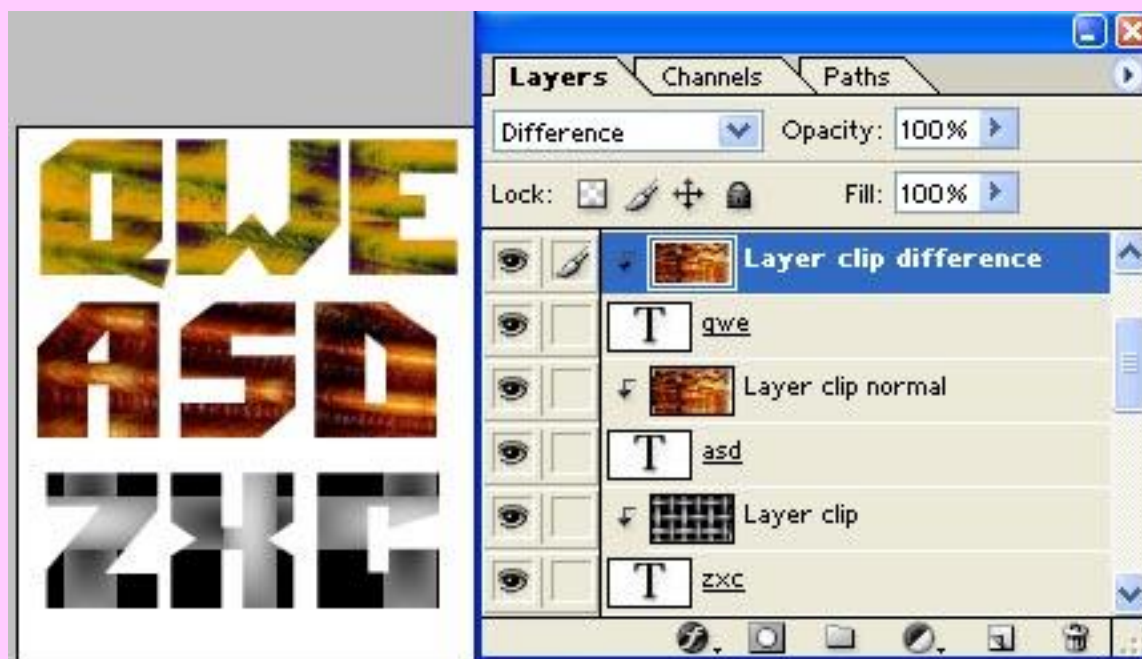 QWE
ASD
ZXC
Layers Channels Paths
Difference Opacity: 100%
Lock: Fill: 100%
Layer clip difference
T qwe
Layer clip normal
T asd
Layer clip
T zxc